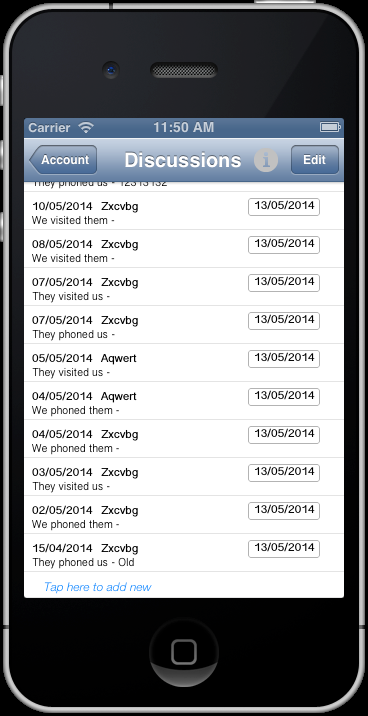 Carrier 11:50 AM
Account Discussions i Edit
They phoned us - 12313132
10/05/2014 Zxcvbg 13/05/2014
We visited them -
08/05/2014 Zxcvbg 13/05/2014
We visited them -
07/05/2014 Zxcvbg 13/05/2014
They visited us -
07/05/2014 Zxcvbg 13/05/2014
They phoned us -
05/05/2014 Aqwert 13/05/2014
They visited us -
04/05/2014 Aqwert 13/05/2014
We phoned them -
04/05/2014 Zxcvbg 13/05/2014
We phoned them -
03/05/2014 Zxcvbg 13/05/2014
They visited us -
02/05/2014 Zxcvbg 13/05/2014
We phoned them -
15/04/2014 Zxcvbg 13/05/2014
They phoned us - Old
Tap here to add new